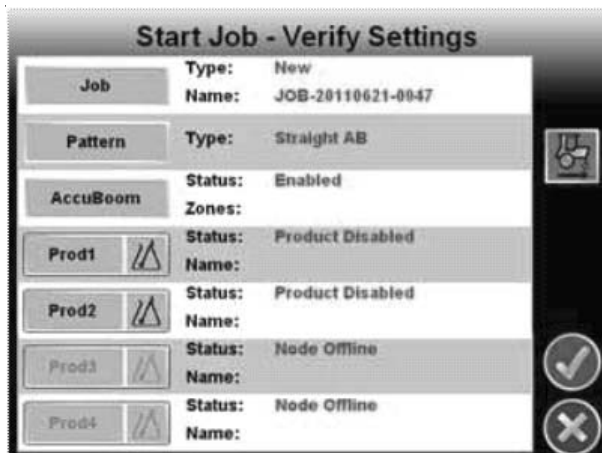 Start Job - Verify Settings
Job
Type: New
Name: JOB-20110621-0947
Pattern
Type: Straight AB
AccuBoom
Status: Enabled
Zones:
Prod1
Status: Product Disabled
Name:
Prod2
Status: Product Disabled
Name:
Prod3
Status: Node Offline
Name:
Prod4
Status: Node Offline
Name: